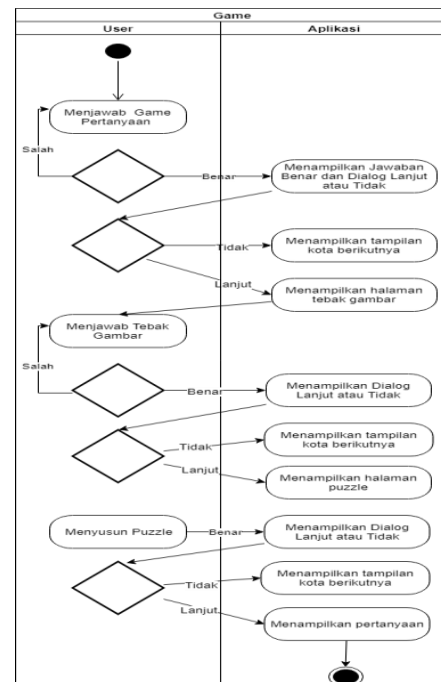 Game
User
Aplikasi
Menjawab Game
Pertanyaan
Salah
Benar
Menampilkan Jawaban
Benar dan Dialog Lanjut
atau Tidak
Tidak
Menampilkan tampilan
kota berikutnya
Lanjut
Menampilkan halaman
tebak gambar
Menjawab Tebak
Gambar
Salah
Benar
Menampilkan Dialog
Lanjut atau Tidak
Tidak
Menampilkan tampilan
kota berikutnya
Lanjut
Menampilkan halaman
puzzle
Menyusun Puzzle
Benar
Menampilkan Dialog
Lanjut atau Tidak
Tidak
Menampilkan tampilan
kota berikutnya
Lanjut
Menampilkan pertanyaan